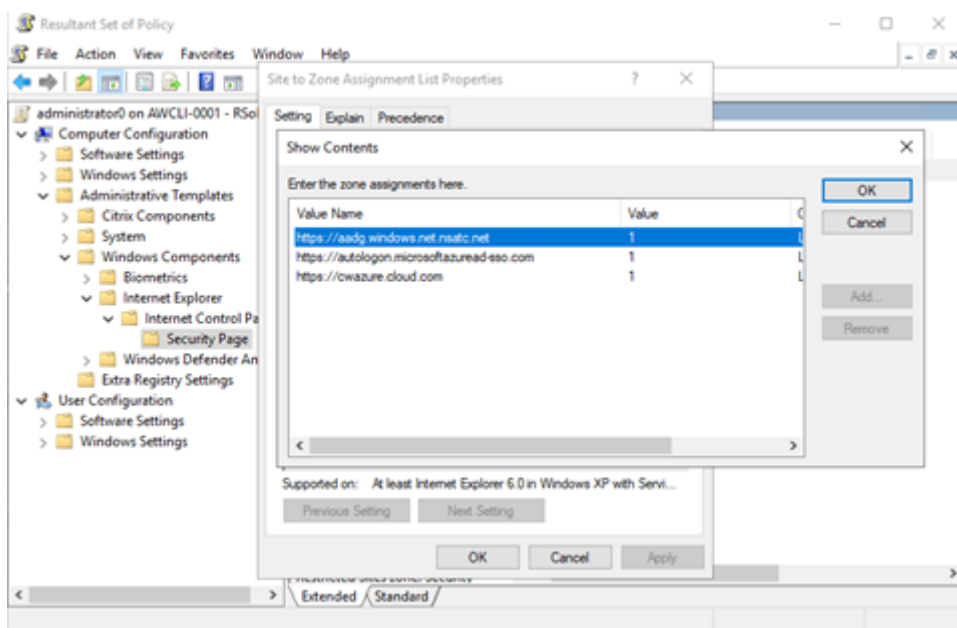 Resultant Set of Policy
File Action View Favorites Window Help
Site to Zone Assignment List Properties
administrator0 on AWCLI-0001 - RSo
Computer Configuration
Software Settings
Windows Settings
Administrative Templates
Citrix Components
System
Windows Components
Biometrics
Internet Explorer
Internet Control Pa
Security Page
Windows Defender An
Extra Registry Settings
User Configuration
Software Settings
Windows Settings
Setting Explain Precedence
Show Contents
Enter the zone assignments here.
Value Name Value
https://aadg.windows.net.nsatc.net 1
https://autologon.microsoftazuread-sso.com 1
https://cwazure.cloud.com 1
OK
Cancel
Add...
Remove
Supported on: At least Internet Explorer 6.0 in Windows XP with Servi...
Previous Setting Next Setting
OK Cancel Apply
Extended Standard